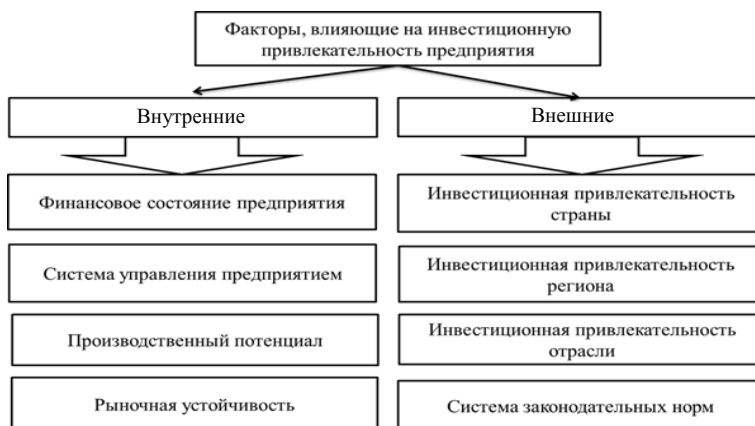 Факторы, влияющие на инвестиционную
привлекательность предприятия
Внутренние
Внешние
Финансовое состояние предприятия
Инвестиционная привлекательность
страны
Система управления предприятием
Инвестиционная привлекательность
региона
Производственный потенциал
Инвестиционная привлекательность
отрасли
Рыночная устойчивость
Система законодательных норм